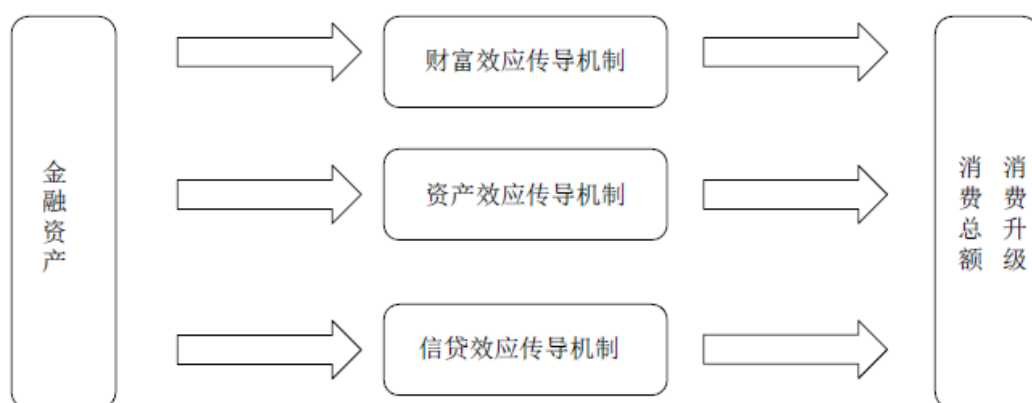 金融资产
财富效应传导机制
资产效应传导机制
信贷效应传导机制
消费总额
消费升级